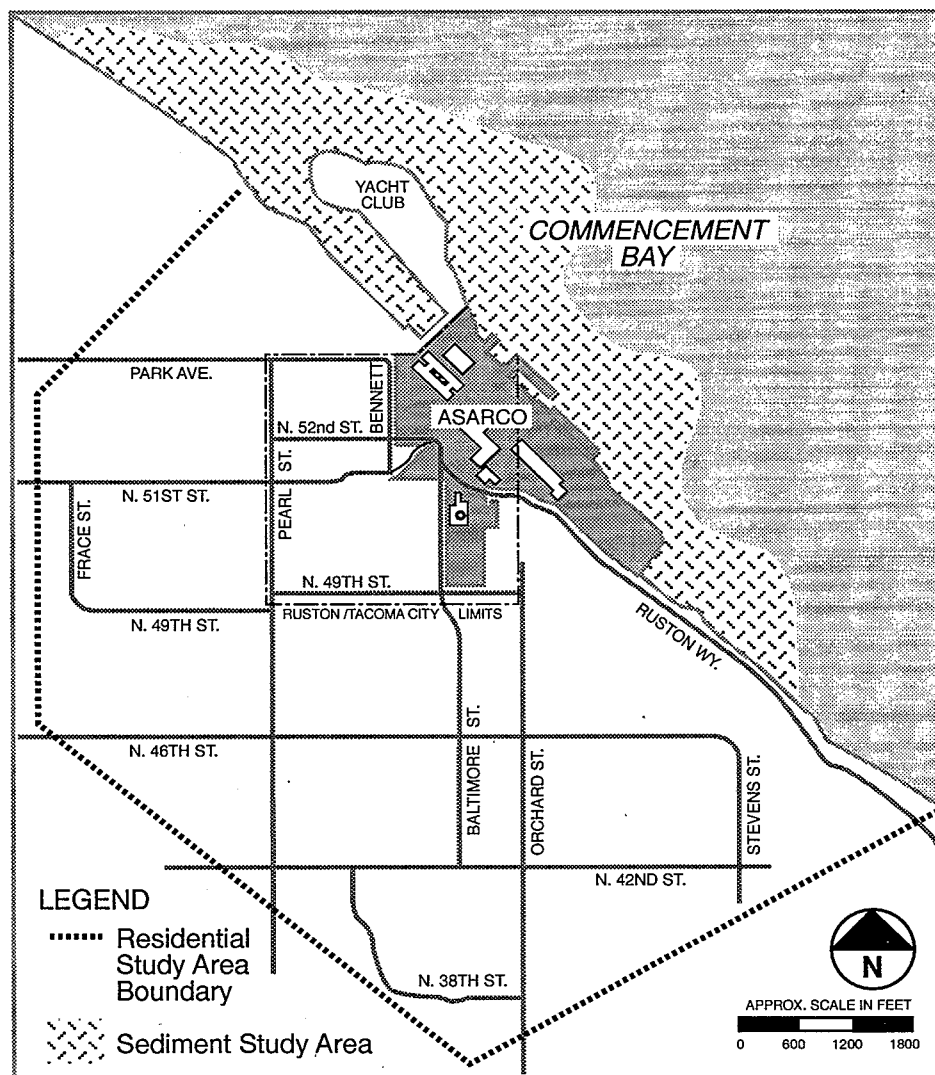 YACHT
CLUB
COMMENCEMENT
BAY
PARK AVE.
BENNETT
ASARCO
N. 52nd ST.
PEARL ST.
N. 51ST ST.
FRACE ST.
N. 49TH ST.
RUSTON /TACOMA CITY LIMITS
N. 49TH ST.
RUSTON WY.
N. 46TH ST.
BALTIMORE ST.
ORCHARD ST.
STEVENS ST.
N. 42ND ST.
N. 38TH ST.
LEGEND
Residential
Study Area
Boundary
Sediment Study Area
N
APPROX. SCALE IN FEET
0 600 1200 1800